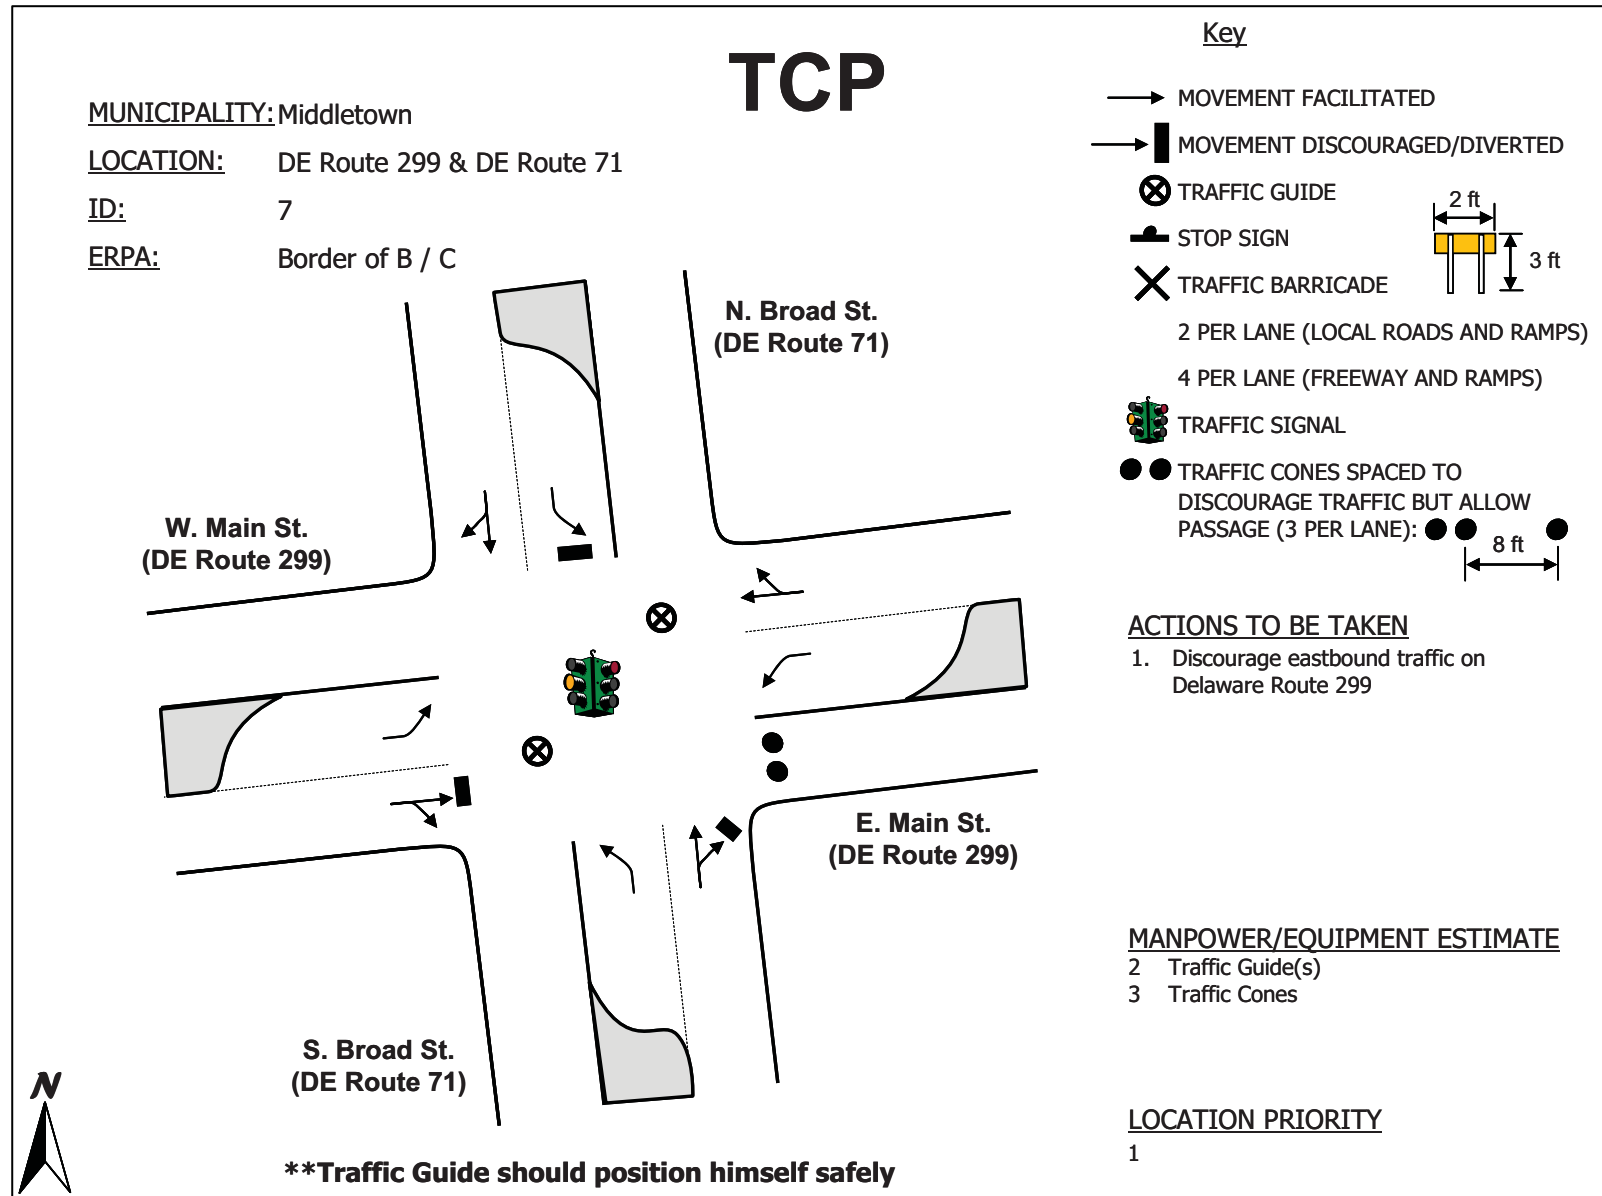 TCP
MUNICIPALITY: Middletown
LOCATION: DE Route 299 & DE Route 71
ID: 7
ERPA: Border of B / C
N. Broad St.
(DE Route 71)
W. Main St.
(DE Route 299)
E. Main St.
(DE Route 299)
S. Broad St.
(DE Route 71)
N
**Traffic Guide should position himself safely
Key
MOVEMENT FACILITATED
MOVEMENT DISCOURAGED/DIVERTED
TRAFFIC GUIDE
2 ft
STOP SIGN
3 ft
TRAFFIC BARRICADE
2 PER LANE (LOCAL ROADS AND RAMPS)
4 PER LANE (FREEWAY AND RAMPS)
TRAFFIC SIGNAL
TRAFFIC CONES SPACED TO
DISCOURAGE TRAFFIC BUT ALLOW
PASSAGE (3 PER LANE):
8 ft
ACTIONS TO BE TAKEN
1. Discourage eastbound traffic on
Delaware Route 299
MANPOWER/EQUIPMENT ESTIMATE
2 Traffic Guide(s)
3 Traffic Cones
LOCATION PRIORITY
1